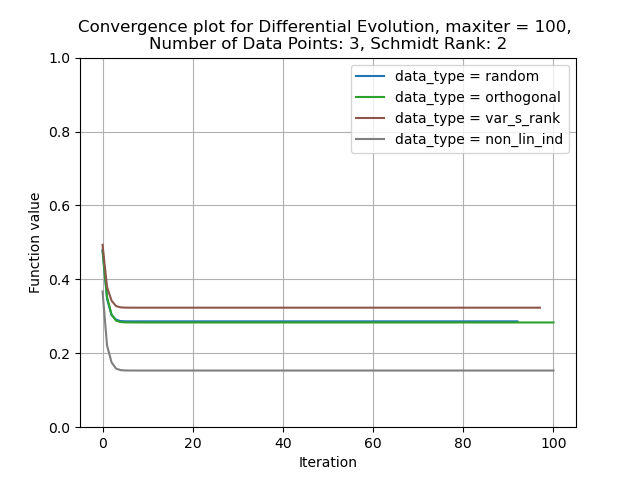 Convergence plot for Differential Evolution, maxiter = 100,
Number of Data Points: 3, Schmidt Rank: 2
data_type = random
data_type = orthogonal
data_type = var_s_rank
data_type = non_lin_ind
Function value
1.0
0.8
0.6
0.4
0.2
0.0
0 20 40 60 80 100
Iteration